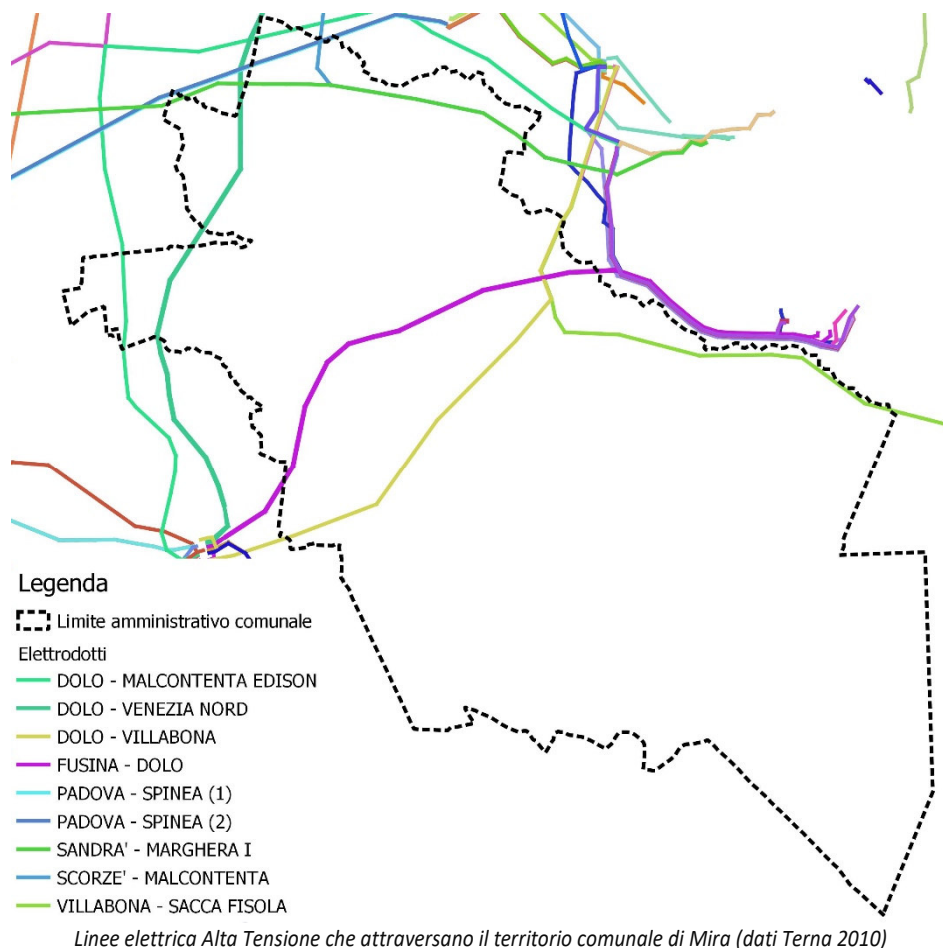 Legenda
Limite amministrativo comunale
Elettrodotti
DOLO - MALCONTENTA EDISON
DOLO - VENEZIA NORD
DOLO - VILLABONA
FUSINA - DOLO
PADOVA - SPINEA (1)
PADOVA - SPINEA (2)
SANDRA' - MARGHERA I
SCORZE' - MALCONTENTA
VILLABONA - SACCA FISOLA
Linee elettrica Alta Tensione che attraversano il territorio comunale di Mira (dati Terna 2010)